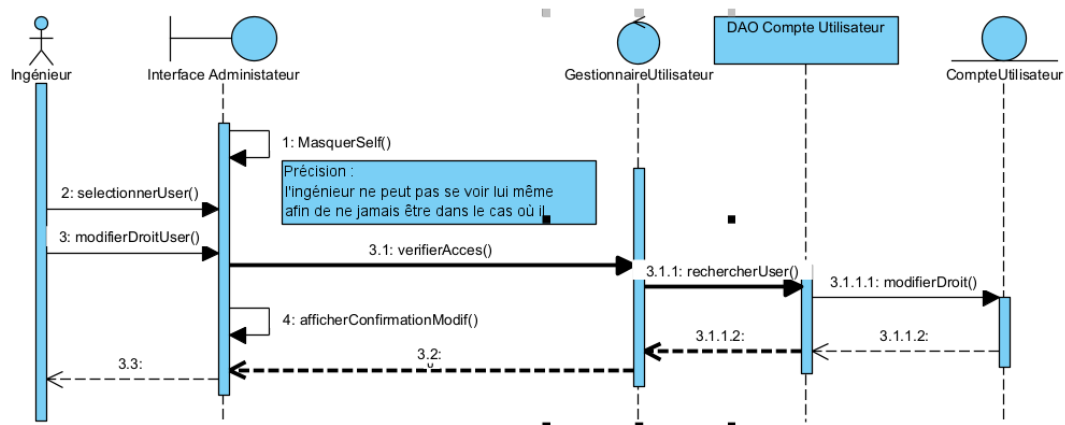 DAO Compte Utilisateur
Ingénieur
Interface Administateur
GestionnaireUtilisateur
CompteUtilisateur
1: MasquerSelf()
Précision :
l'ingénieur ne peut pas se voir lui même
afin de ne jamais être dans le cas où il
2: selectionnerUser()
3: modifierDroitUser()
3.1: verifierAcces()
3.1.1: rechercherUser()
3.1.1.1: modifierDroit()
4: afficherConfirmationModif()
3.1.1.2:
3.1.1.2:
3.2:
3.3: